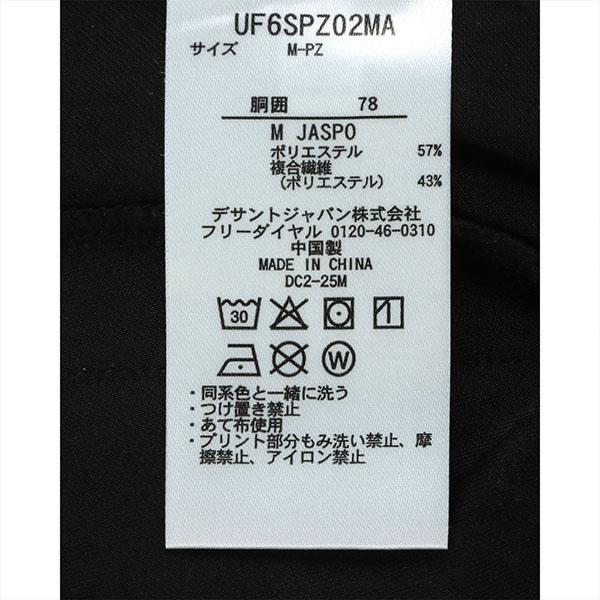 UF6SPZ02MA
サイズ M-PZ
胴囲 78
M JASPO
ポリエステル 57%
複合繊維
(ポリエステル) 43%
デサントジャパン株式会社
フリーダイヤル 0120-46-0310
中国製
MADE IN CHINA
DC2-25M
30
W
・同系色と一緒に洗う
・つけ置き禁止
・あて布使用
・プリント部分もみ洗い禁止、摩
擦禁止、アイロン禁止